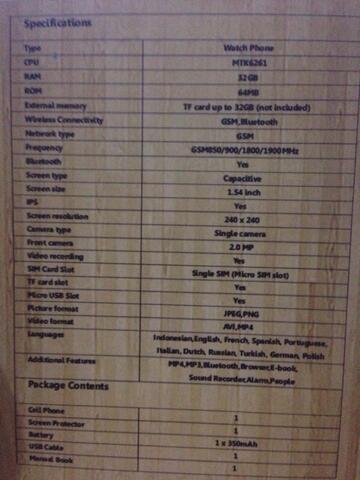 Specifications
Type Watch Phone
CPU MTK6261
RAM 32GB
ROM 64MB
External memory TF card up to 32GB (not included)
Wireless Connectivity GSM,Bluetooth
Network type GSM
Frequency GSM850/900/1800/1900MHz
Bluetooth Yes
Screen type Capacitive
Screen size 1.54 inch
IPS Yes
Screen resolution 240 x 240
Camera type Single camera
Front camera 2.0 MP
Video recording Yes
SIM Card Slot Single SIM (Micro SIM slot)
TF card slot Yes
Micro USB Slot Yes
Picture format JPEG,PNG
Video format AVI,MP4
Languages Indonesian,English, French, Spanish, Portuguese,
Italian, Dutch, Russian, Turkish, German, Polish
Additional Features MP4,MP3,Bluetooth,Browser,E-book,
Sound Recorder,Alarm,People
Package Contents
Cell Phone 1
Screen Protector 1
Battery 1 x 350mAh
USB Cable 1
Manual Book 1